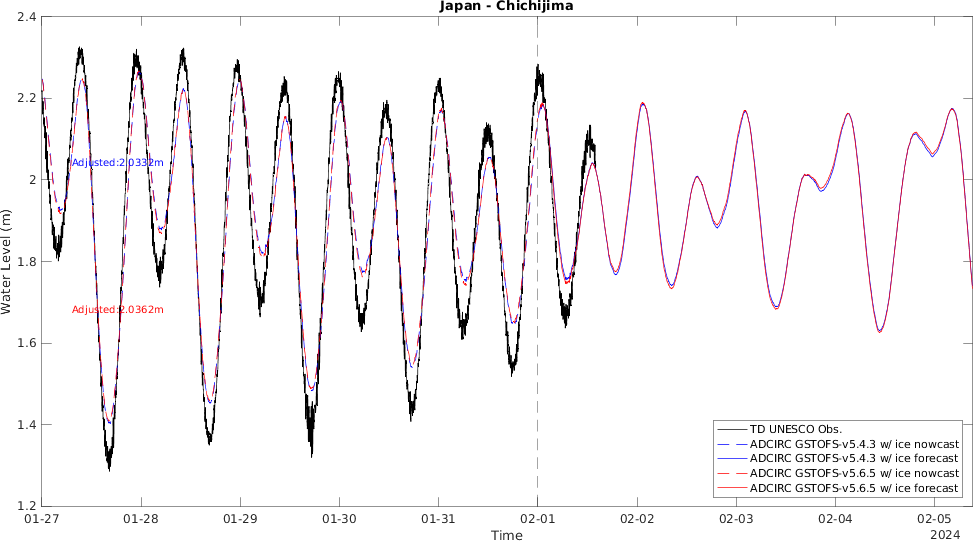 Japan - Chichijima
2.4
2.2
2
1.8
1.6
1.4
1.2
Water Level (m)
Adjusted:2.0332m
Adjusted:2.0362m
TD UNESCO Obs.
ADCIRC GSTOFS-v5.4.3 w/ ice nowcast
ADCIRC GSTOFS-v5.4.3 w/ ice forecast
ADCIRC GSTOFS-v5.6.5 w/ ice nowcast
ADCIRC GSTOFS-v5.6.5 w/ ice forecast
01-27 01-28 01-29 01-30 01-31 02-01 02-02 02-03 02-04 02-05
Time
2024